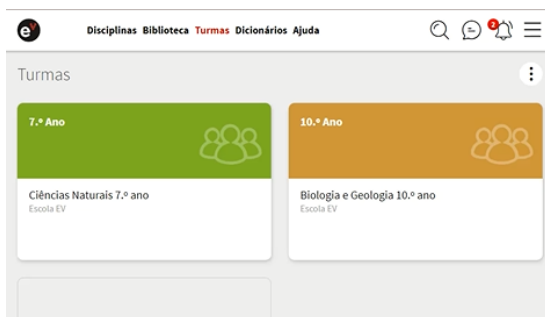 ev
Disciplinas Biblioteca Turmas Dicionários Ajuda
2
Turmas
7.º Ano
10.º Ano
Ciências Naturais 7.º ano
Escola EV
Biologia e Geologia 10.º ano
Escola EV